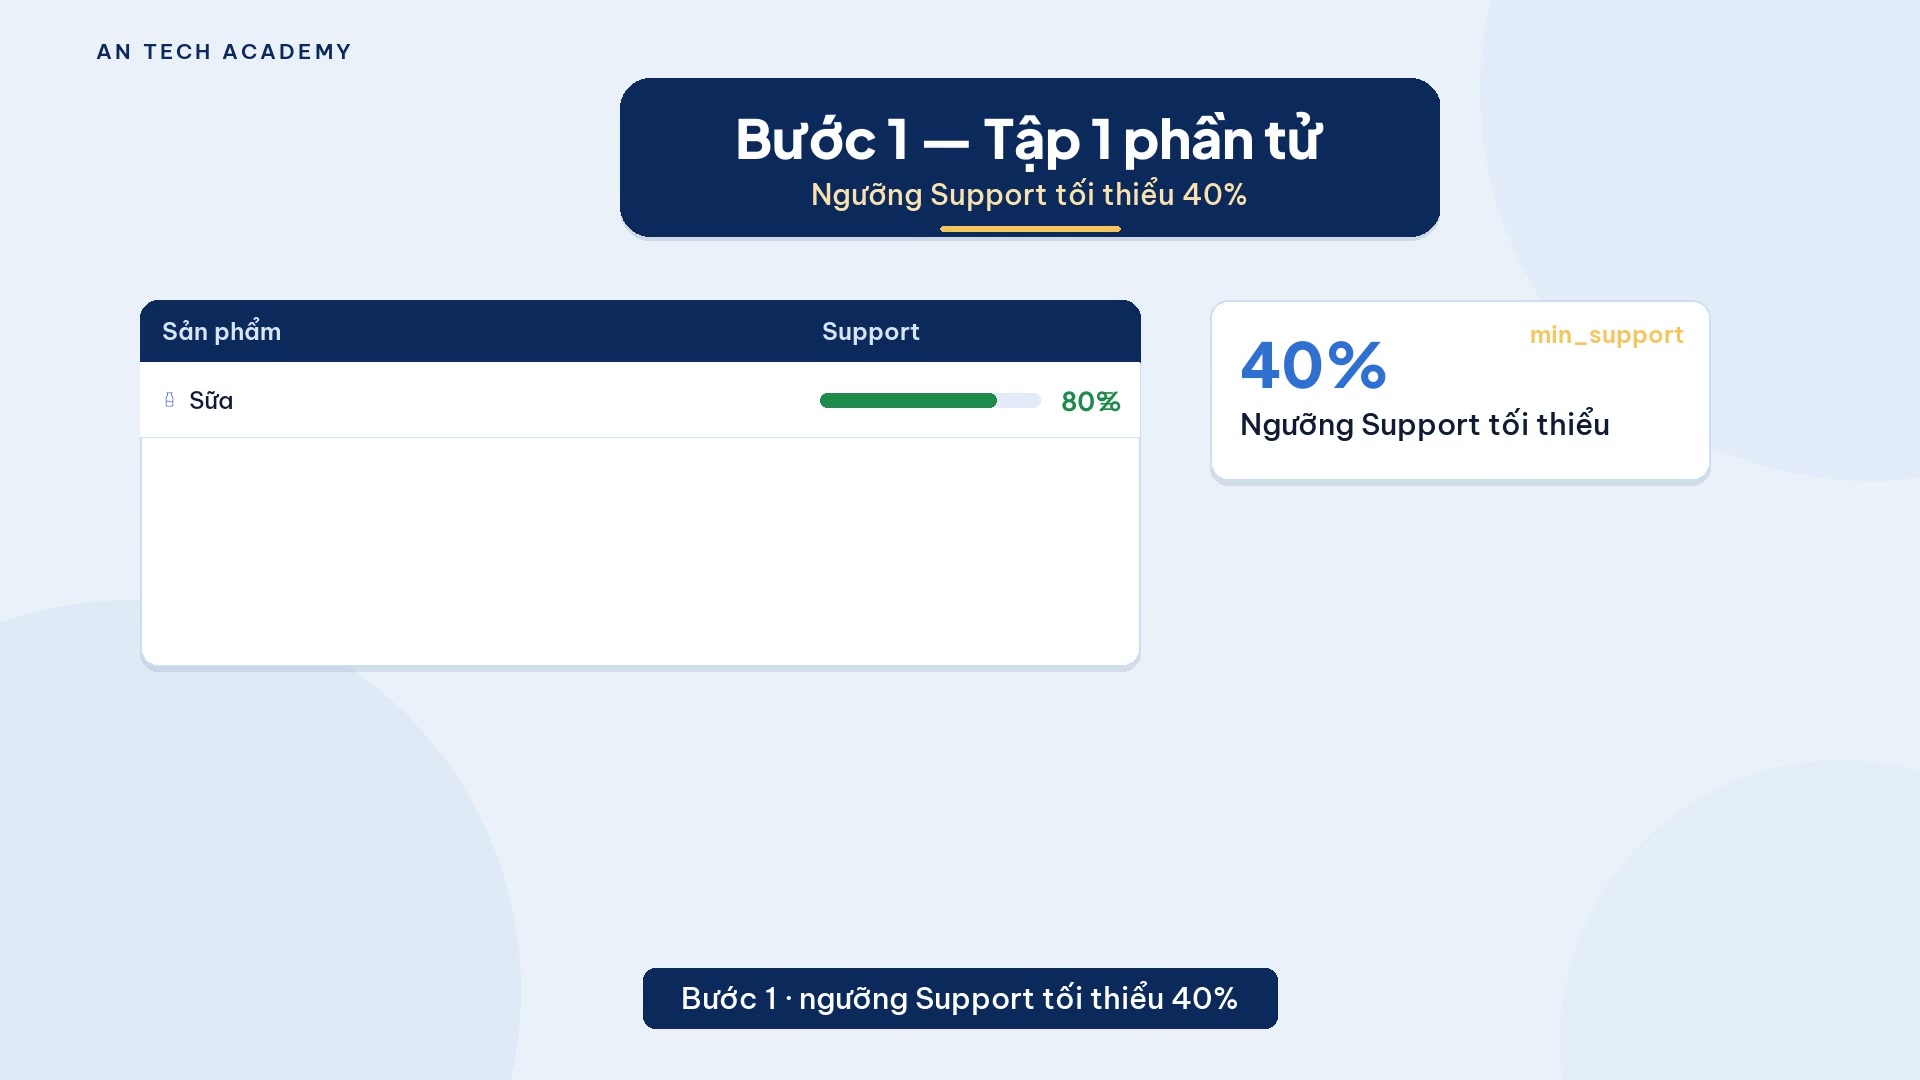 AN TECH ACADEMY
Bước 1 — Tập 1 phần tử
Ngưỡng Support tối thiểu 40%
Sản phẩm Support
Sữa 80%
min_support
40%
Ngưỡng Support tối thiểu
Bước 1 · ngưỡng Support tối thiểu 40%